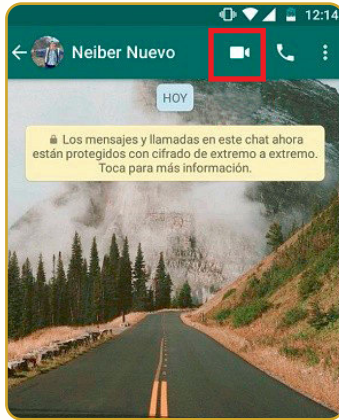 12:14
Neiber Nuevo
HOY
Los mensajes y llamadas en este chat ahora
están protegidos con cifrado de extremo a extremo.
Toca para más información.